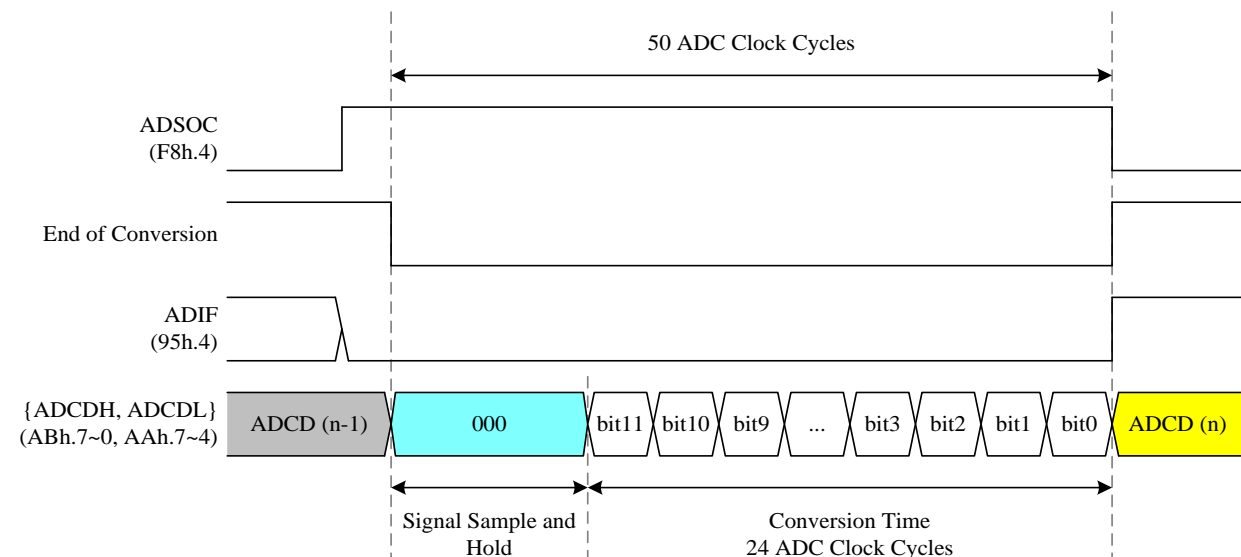 50 ADC Clock Cycles
ADSOC
(F8h.4)
End of Conversion
ADIF
(95h.4)
{ADCDH, ADCDL}
(ABh.7~0, AAh.7~4)
ADCD (n-1)
000
bit11
bit10
bit9
...
bit3
bit2
bit1
bit0
ADCD (n)
Signal Sample and
Hold
Conversion Time
24 ADC Clock Cycles